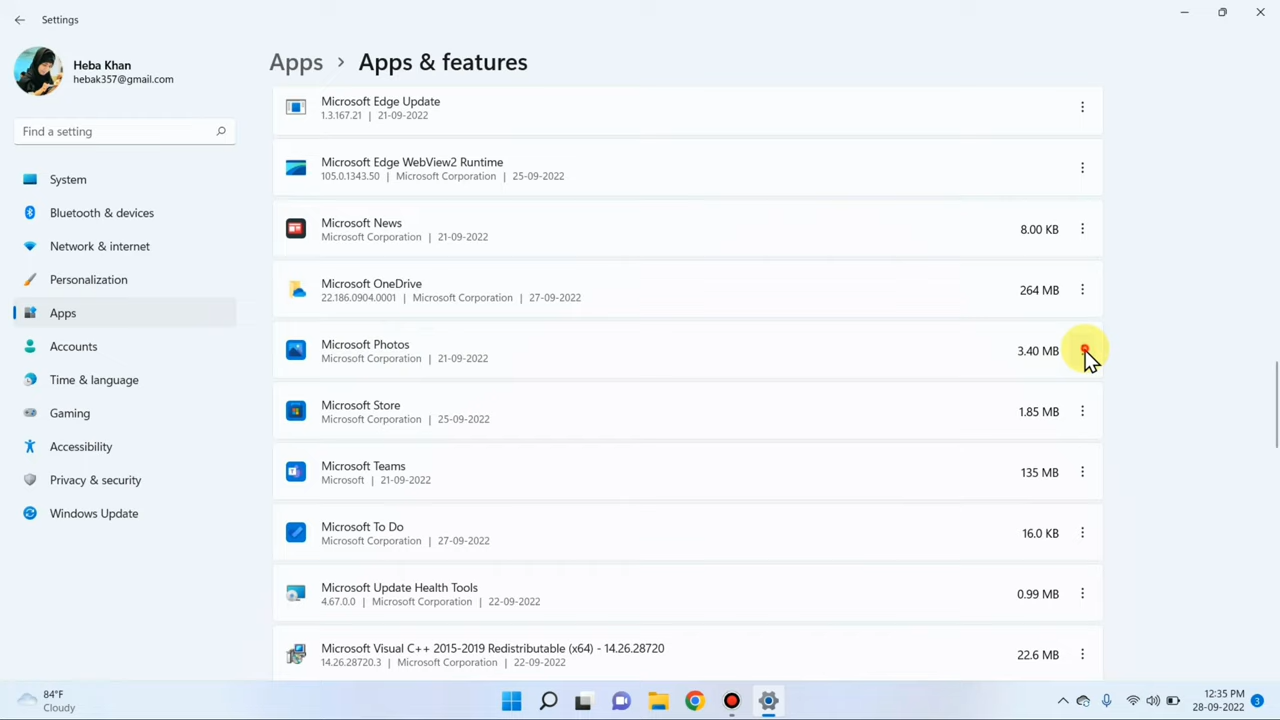 Settings
Heba Khan
hebak357@gmail.com
Find a setting
System
Bluetooth & devices
Network & internet
Personalization
Apps
Accounts
Time & language
Gaming
Accessibility
Privacy & security
Windows Update
Apps > Apps & features
Microsoft Edge Update
1.3.167.21 | 21-09-2022
Microsoft Edge WebView2 Runtime
105.0.1343.50 | Microsoft Corporation | 25-09-2022
Microsoft News
Microsoft Corporation | 21-09-2022
8.00 KB
Microsoft OneDrive
22.186.0904.0001 | Microsoft Corporation | 27-09-2022
264 MB
Microsoft Photos
Microsoft Corporation | 21-09-2022
3.40 MB
Microsoft Store
Microsoft Corporation | 25-09-2022
1.85 MB
Microsoft Teams
Microsoft | 21-09-2022
135 MB
Microsoft To Do
Microsoft Corporation | 27-09-2022
16.0 KB
Microsoft Update Health Tools
4.67.0.0 | Microsoft Corporation | 22-09-2022
0.99 MB
Microsoft Visual C++ 2015-2019 Redistributable (x64) - 14.26.28720
14.26.28720.3 | Microsoft Corporation | 22-09-2022
22.6 MB
84°F
Cloudy
12:35 PM
28-09-2022
3